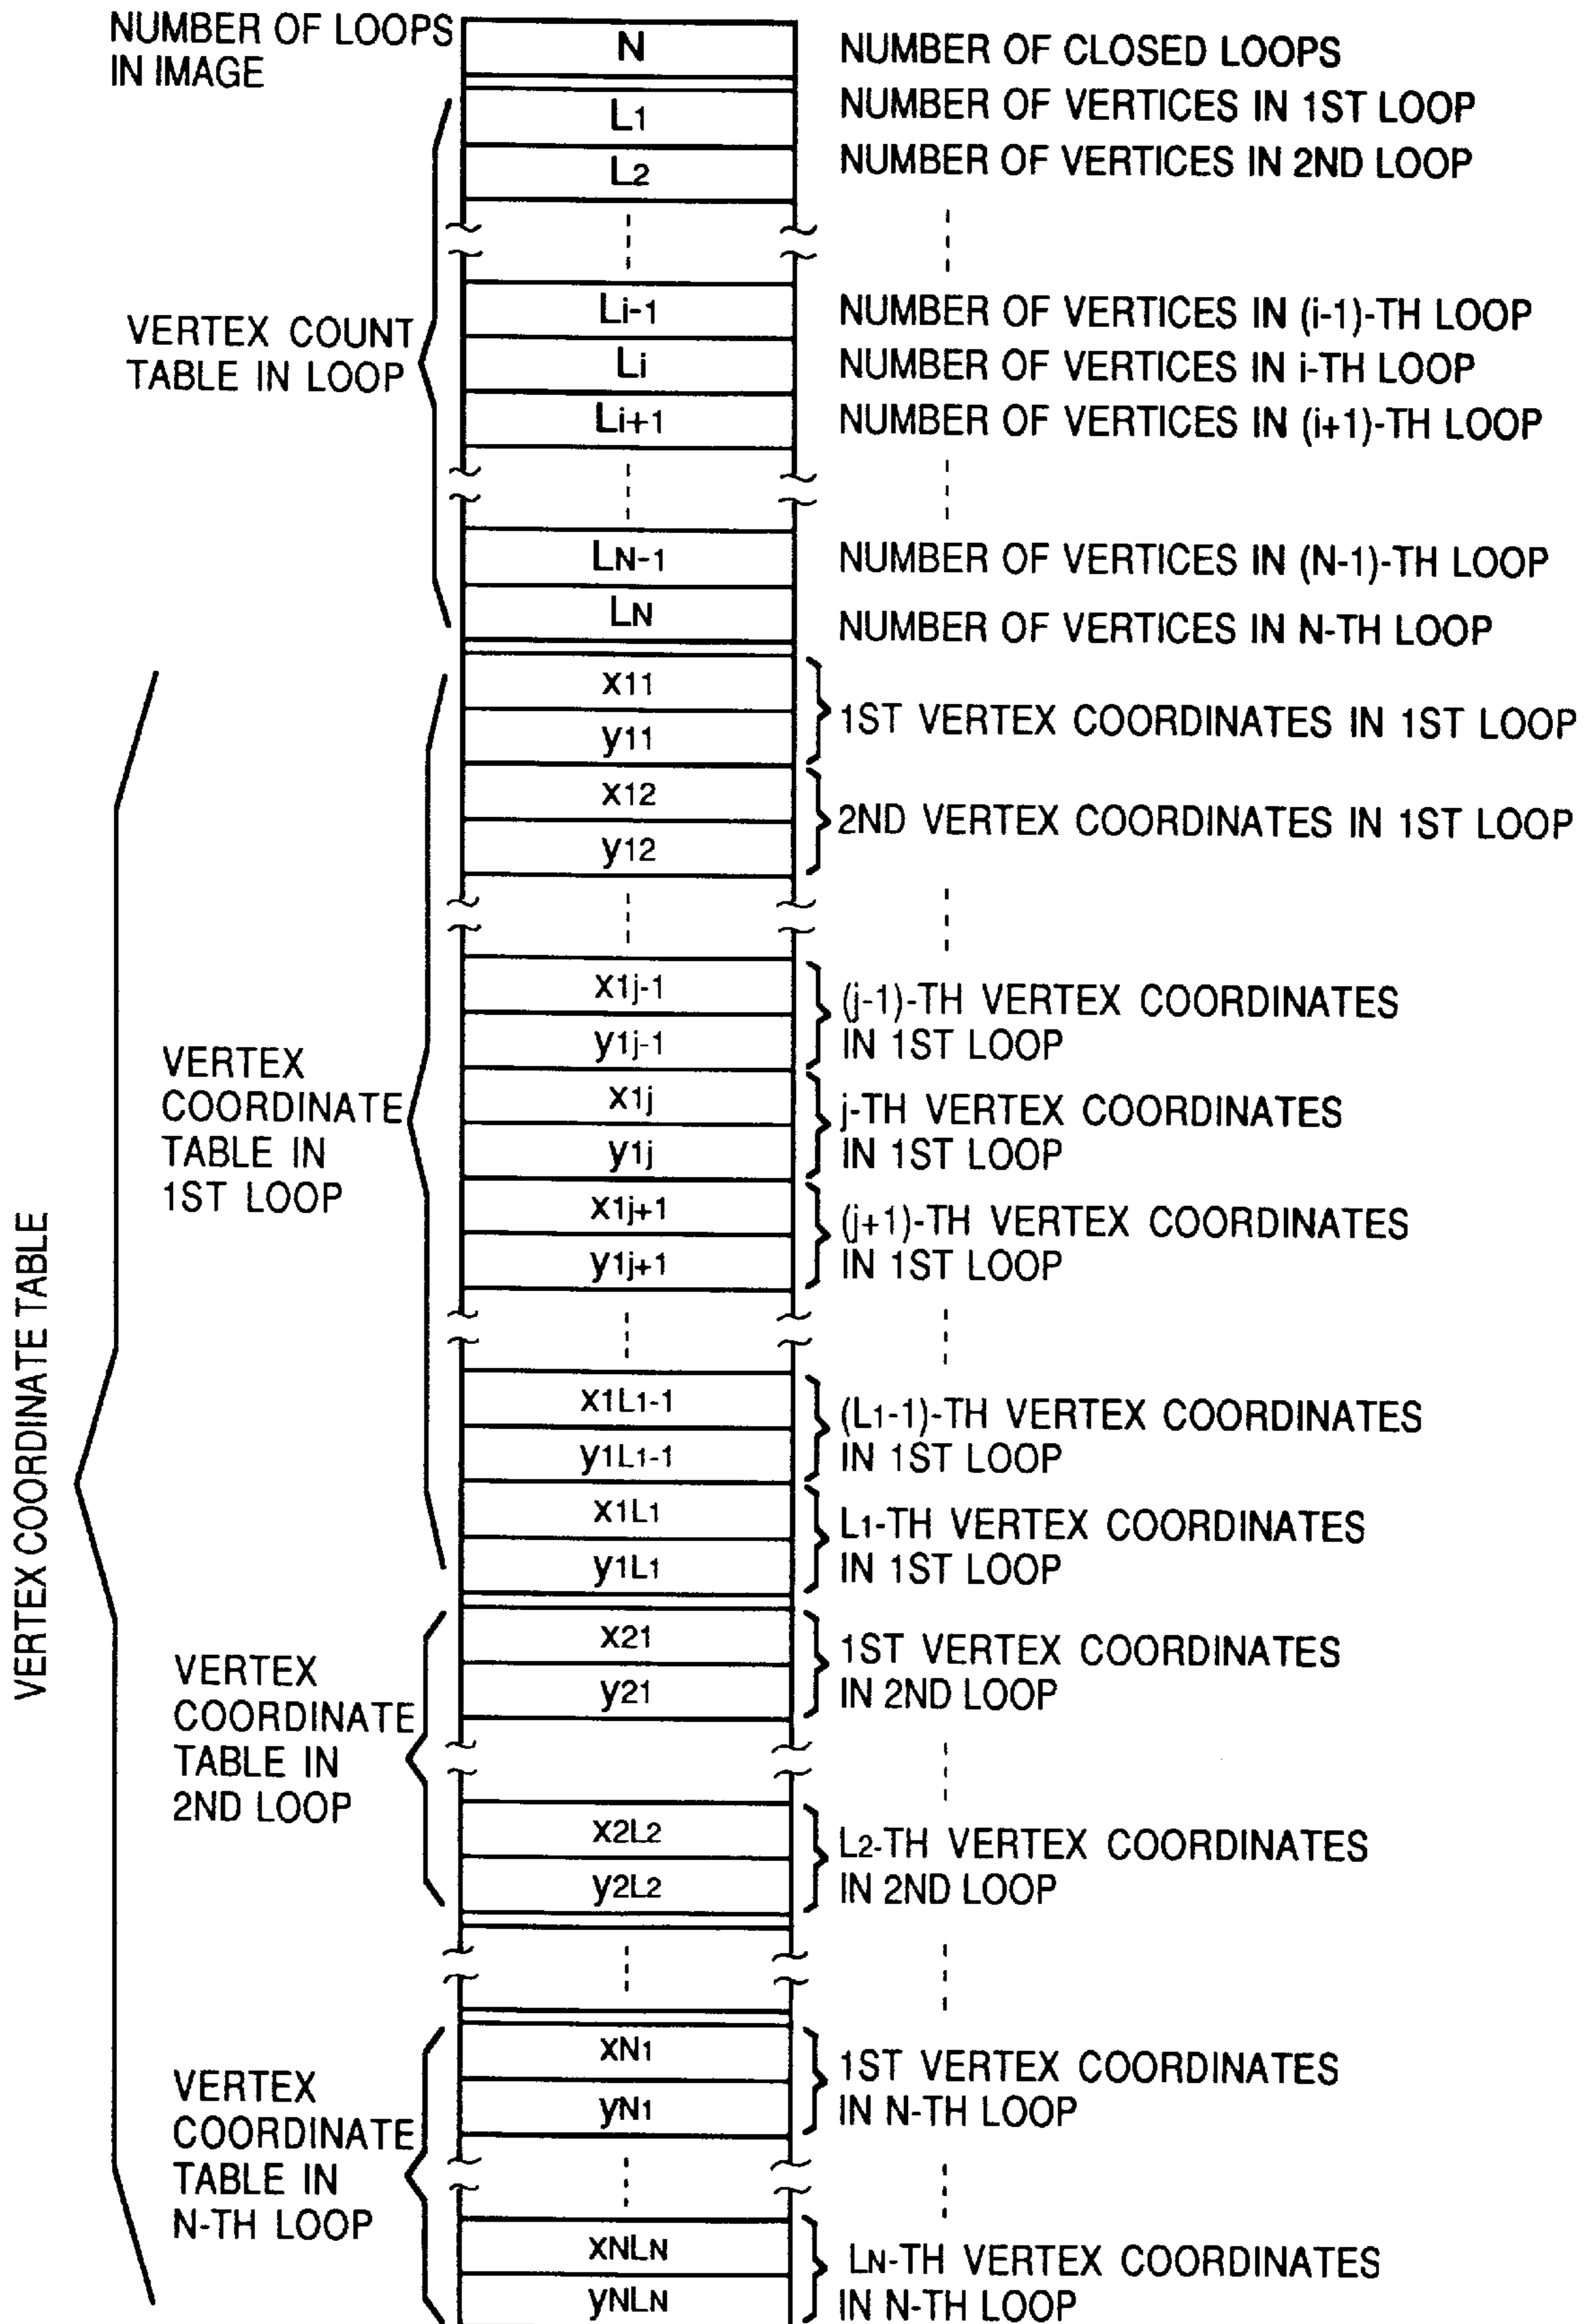 NUMBER OF LOOPS
IN IMAGE
N
NUMBER OF CLOSED LOOPS
L1
NUMBER OF VERTICES IN 1ST LOOP
L2
NUMBER OF VERTICES IN 2ND LOOP
VERTEX COUNT
TABLE IN LOOP
Li-1
NUMBER OF VERTICES IN (i-1)-TH LOOP
Li
NUMBER OF VERTICES IN i-TH LOOP
Li+1
NUMBER OF VERTICES IN (i+1)-TH LOOP
LN-1
NUMBER OF VERTICES IN (N-1)-TH LOOP
LN
NUMBER OF VERTICES IN N-TH LOOP
VERTEX COORDINATE TABLE
VERTEX
COORDINATE
TABLE IN
1ST LOOP
x11
y11
1ST VERTEX COORDINATES IN 1ST LOOP
x12
y12
2ND VERTEX COORDINATES IN 1ST LOOP
x1j-1
y1j-1
(j-1)-TH VERTEX COORDINATES
IN 1ST LOOP
x1j
y1j
j-TH VERTEX COORDINATES
IN 1ST LOOP
x1j+1
y1j+1
(j+1)-TH VERTEX COORDINATES
IN 1ST LOOP
x1L1-1
y1L1-1
(L1-1)-TH VERTEX COORDINATES
IN 1ST LOOP
x1L1
y1L1
L1-TH VERTEX COORDINATES
IN 1ST LOOP
VERTEX
COORDINATE
TABLE IN
2ND LOOP
x21
y21
1ST VERTEX COORDINATES
IN 2ND LOOP
x2L2
y2L2
L2-TH VERTEX COORDINATES
IN 2ND LOOP
VERTEX
COORDINATE
TABLE IN
N-TH LOOP
xN1
yN1
1ST VERTEX COORDINATES
IN N-TH LOOP
xNLN
yNLN
LN-TH VERTEX COORDINATES
IN N-TH LOOP